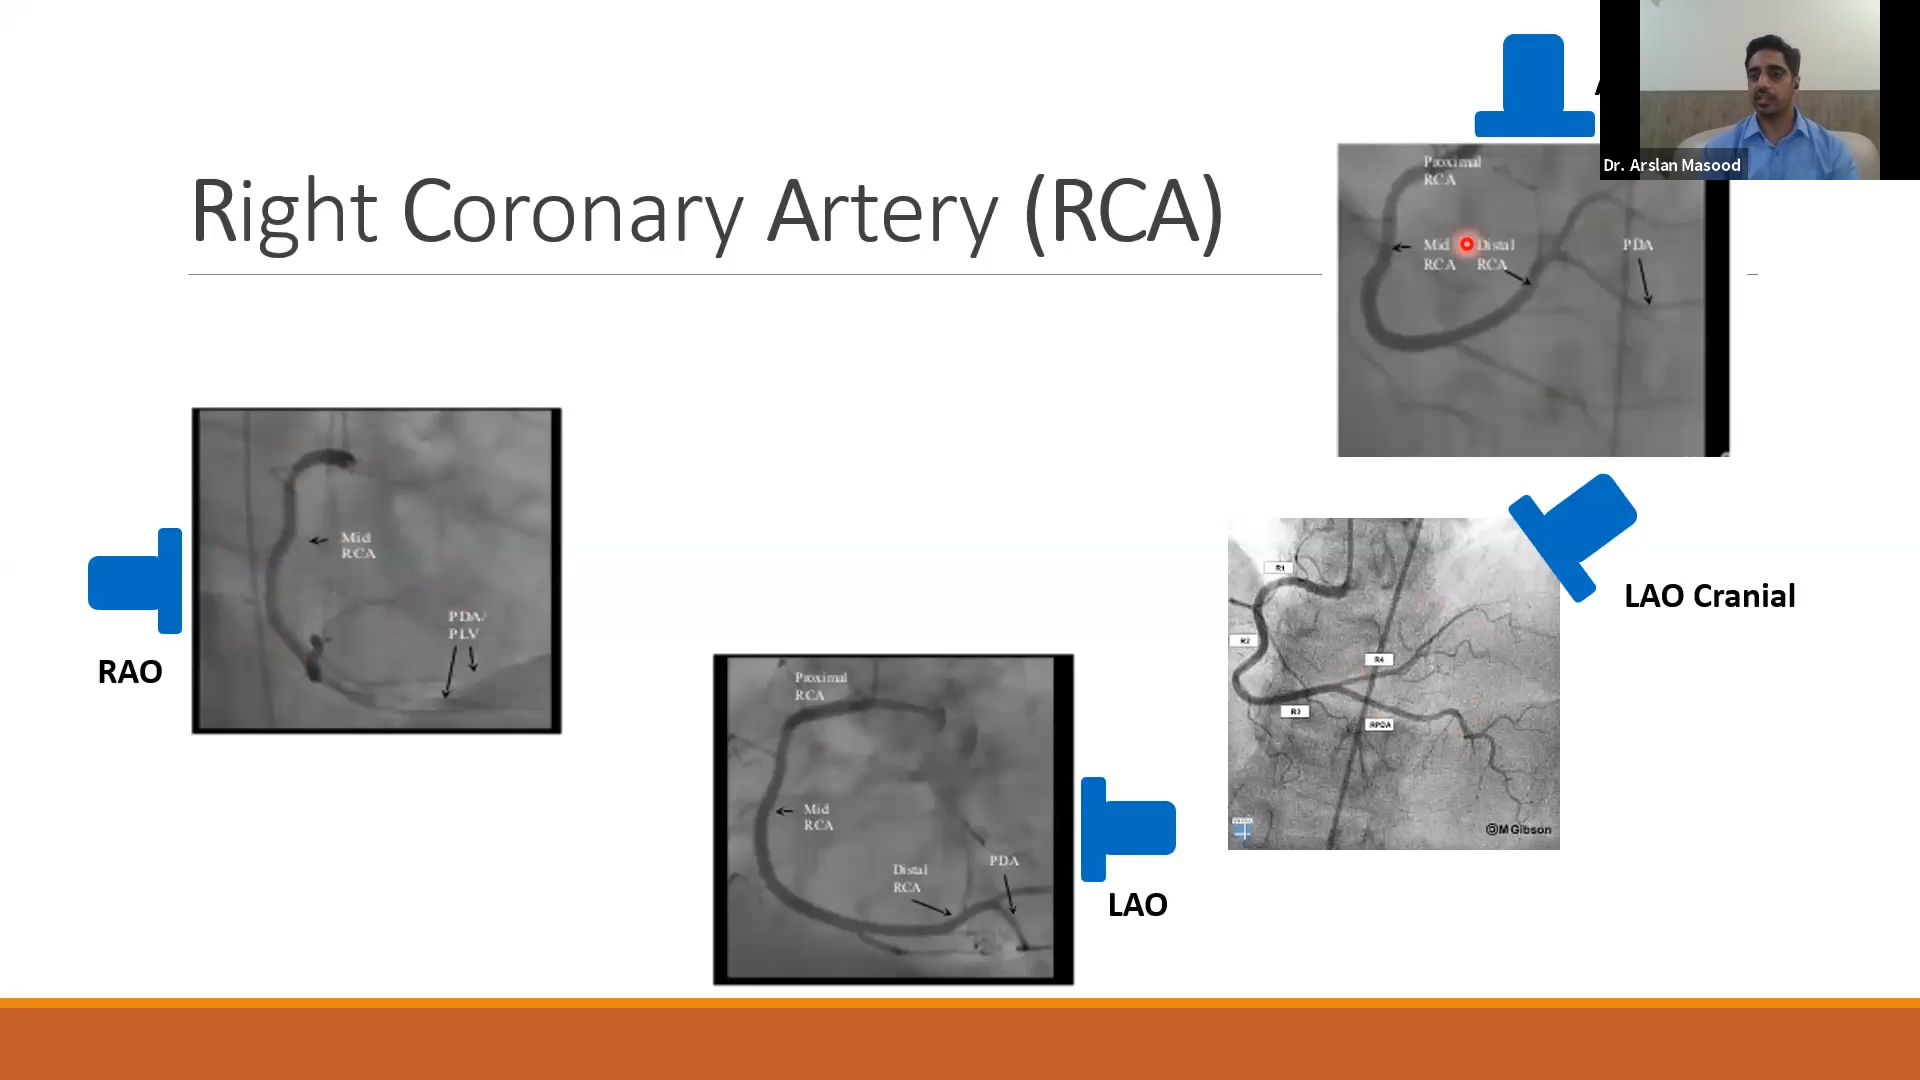 Dr. Arslan Masood
Right Coronary Artery (RCA)
Proximal
RCA
Mid
RCA
Distal
RCA
PDA
Mid
RCA
PDA/
PLV
RAO
R1
R2
R3
R4
RPDA
@M Gibson
LAO Cranial
Proximal
RCA
Mid
RCA
Distal
RCA
PDA
LAO